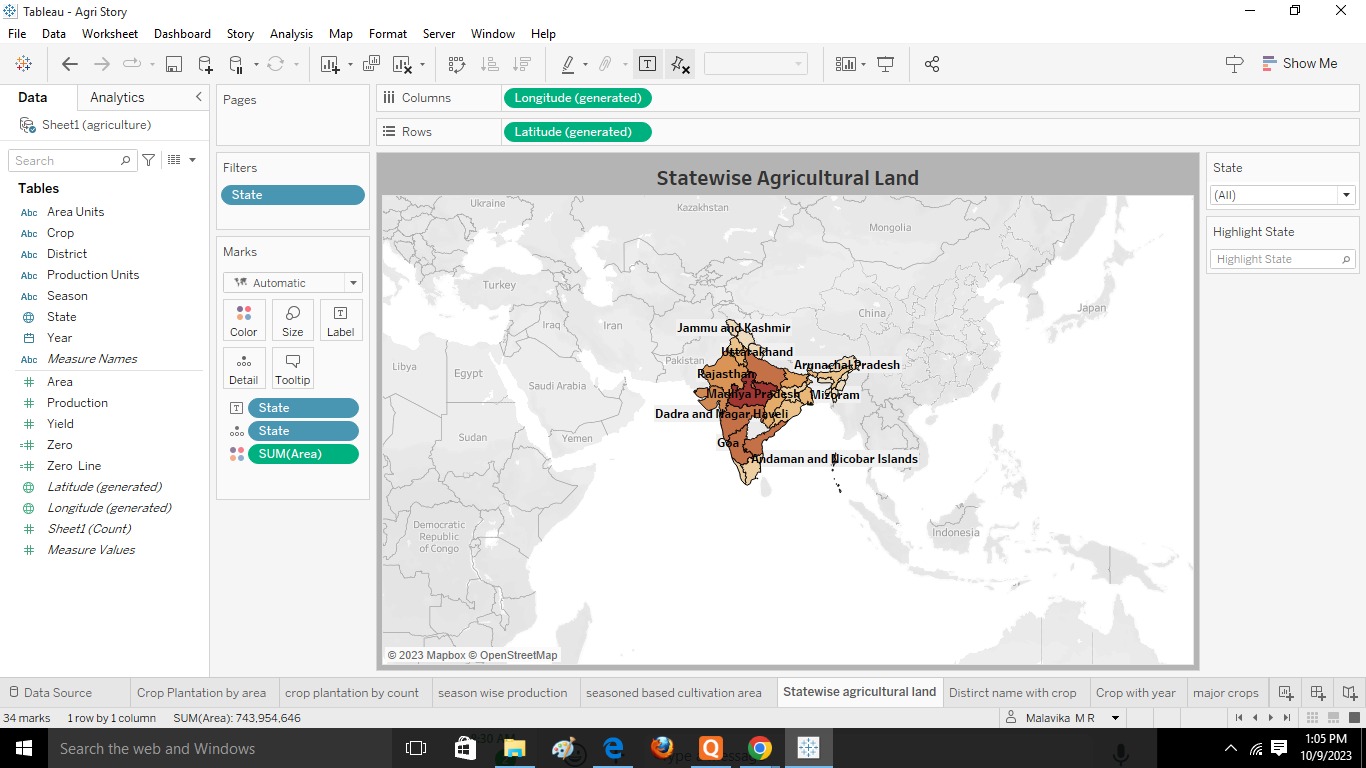 Tableau - Agri Story
File Data Worksheet Dashboard Story Analysis Map Format Server Window Help
Show Me
Data Analytics
Sheet1 (agriculture)
Search
Tables
Abc Area Units
Abc Crop
Abc District
Abc Production Units
Abc Season
State
Year
Abc Measure Names
Area
Production
Yield
Zero
Zero Line
Latitude (generated)
Longitude (generated)
Sheet1 (Count)
Measure Values
Pages
Filters
State
Marks
Automatic
Color Size Label
Detail Tooltip
State
State
SUM(Area)
Columns Longitude (generated)
Rows Latitude (generated)
Statewise Agricultural Land
Ukraine
Kazakhstan
Mongolia
Turkey
Japan
China
Iraq
Iran
Jammu and Kashmir
Uttarakhand
Pakistan
Arunachal Pradesh
Libya
Egypt
Rajasthan
Saudi Arabia
Madhya Pradesh
Mizoram
Dadra and Nagar Haveli
Sudan
Yemen
Goa
Andaman and Nicobar Islands
Democratic
Republic
of Congo
Indonesia
© 2023 Mapbox © OpenStreetMap
State
(All)
Highlight State
Highlight State
Data Source Crop Plantation by area crop plantation by count season wise production seasoned based cultivation area Statewise agricultural land Distirct name with crop Crop with year major crops
34 marks 1 row by 1 column SUM(Area): 743,954,646 Malavika M R
Search the web and Windows
1:05 PM
10/9/2023